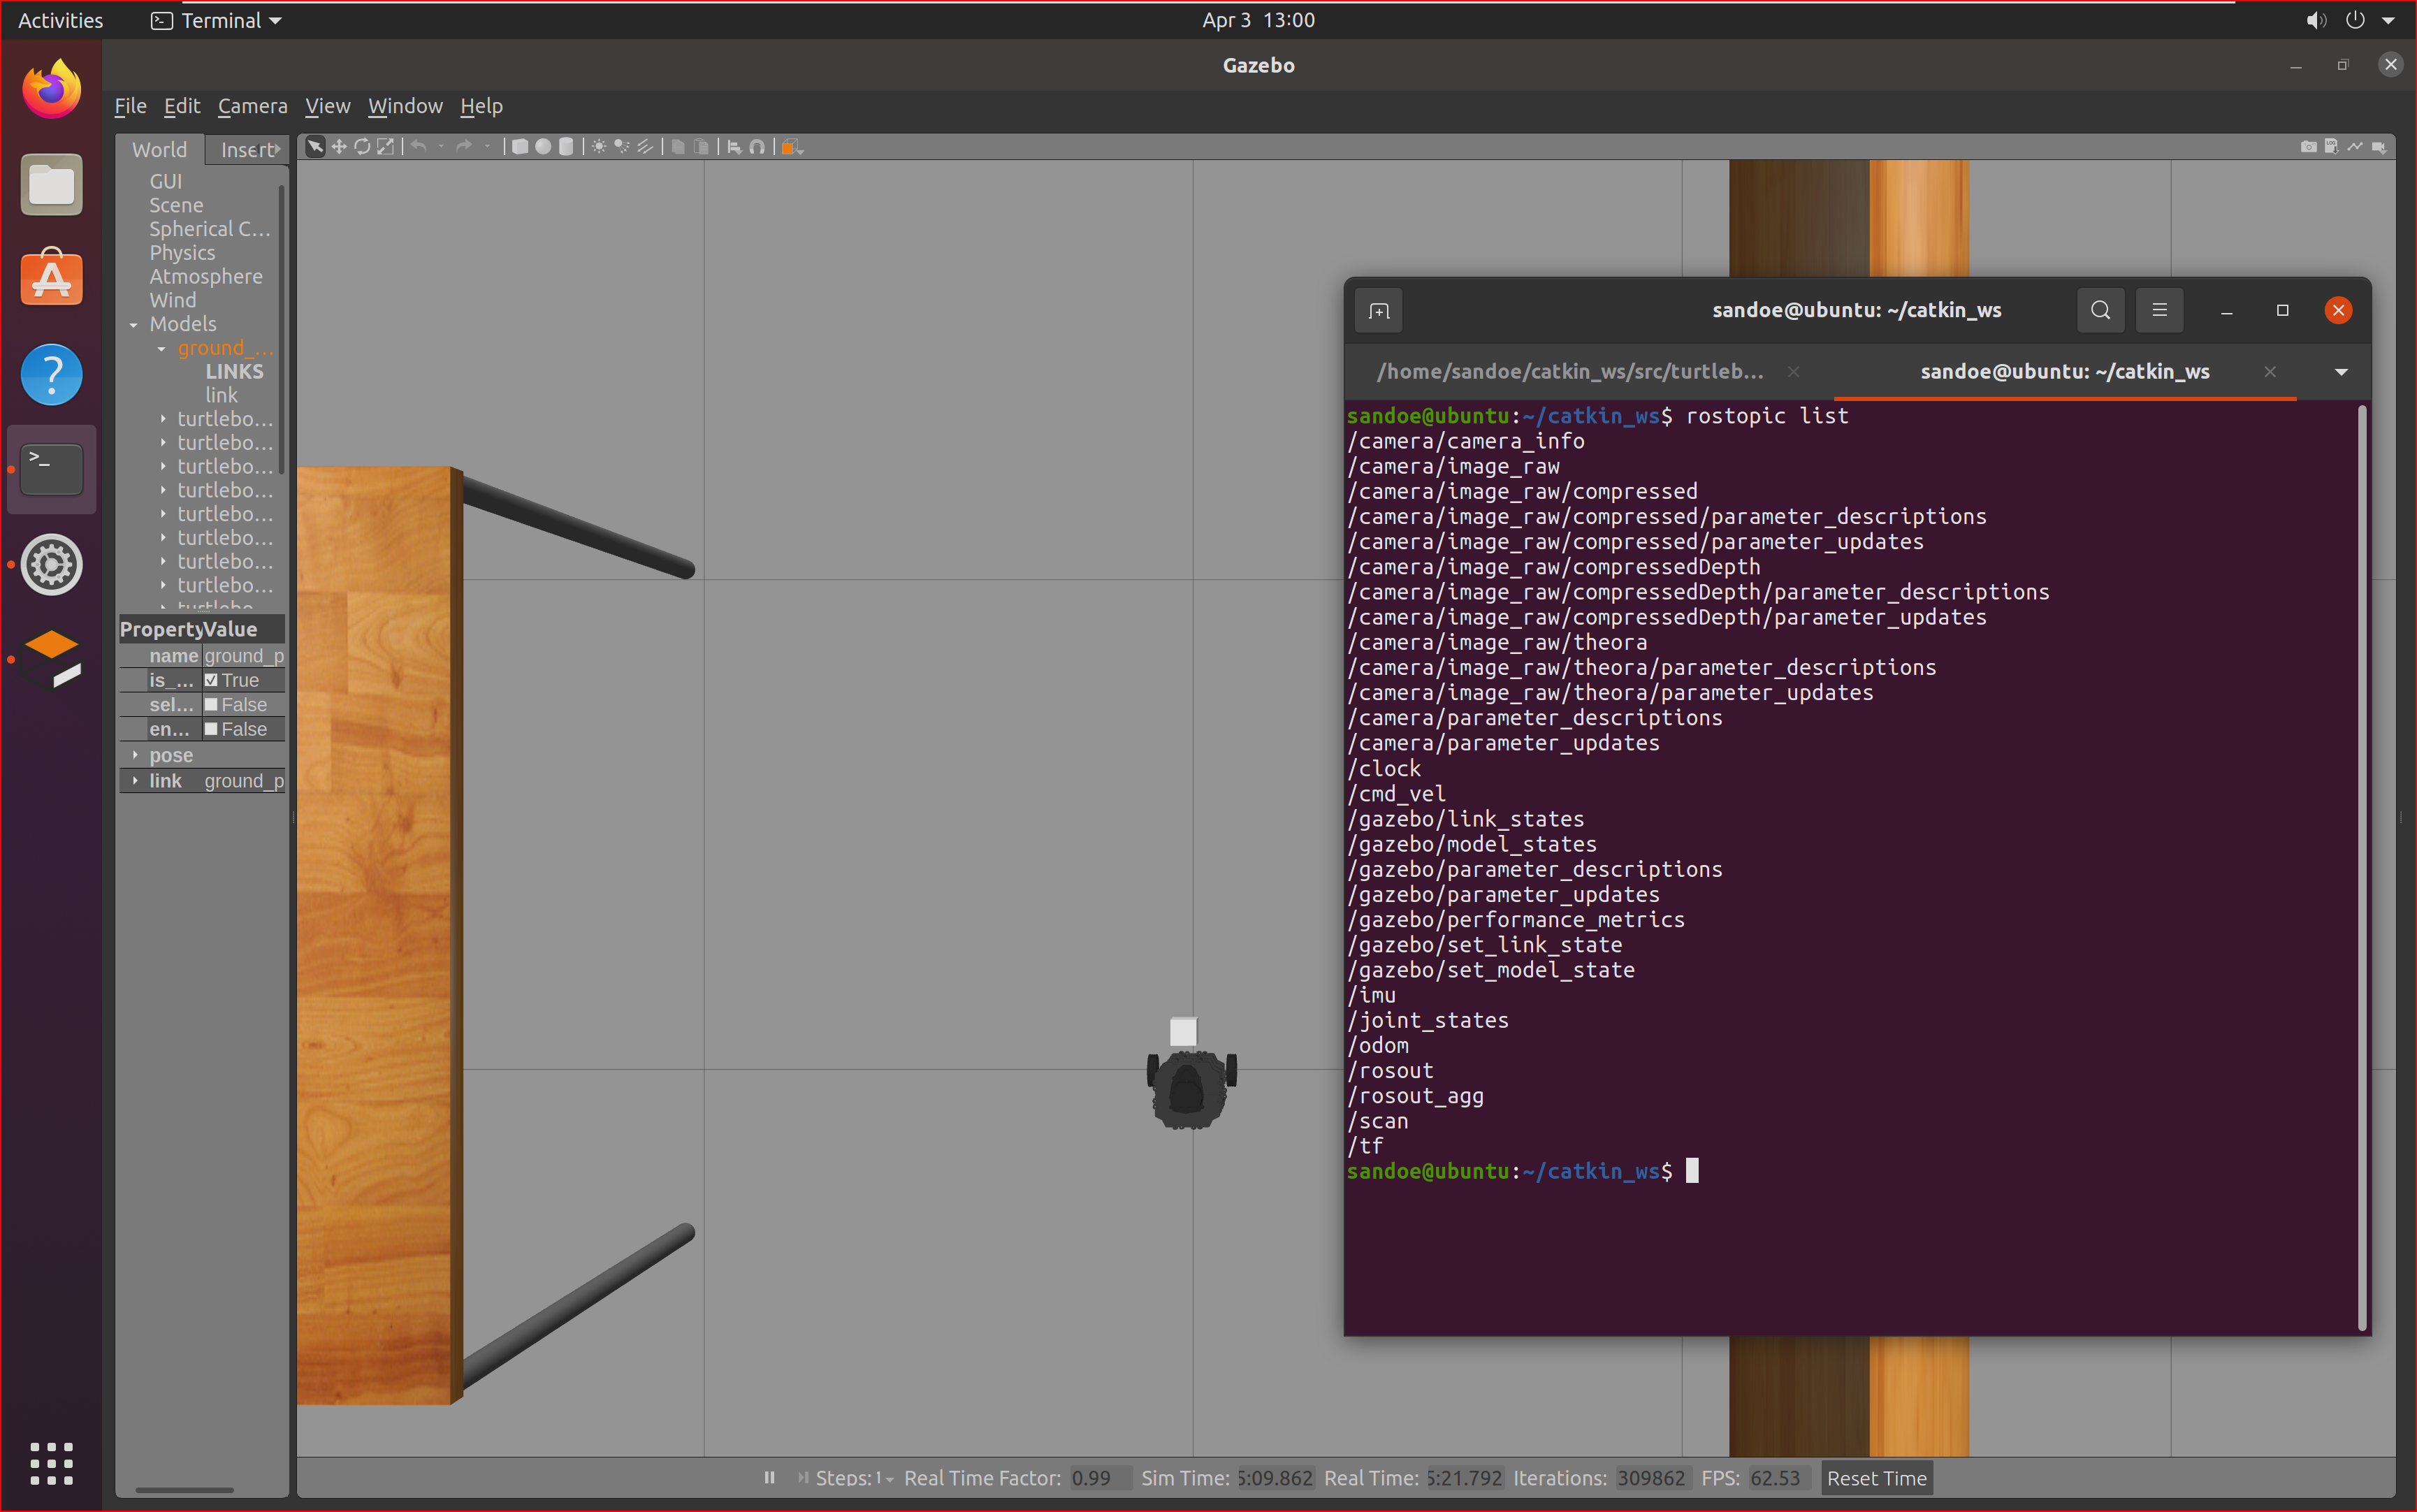 Activities Terminal Apr 3 13:00
Gazebo
File Edit Camera View Window Help
World Insert
GUI
Scene
Spherical C...
Physics
Atmosphere
Wind
Models
ground_...
LINKS
link
turtlebo...
turtlebo...
turtlebo...
turtlebo...
turtlebo...
turtlebo...
turtlebo...
turtlebo...
Property Value
name ground_p
is_... True
sel... False
en... False
pose
link ground_p
sandoe@ubuntu: ~/catkin_ws
/home/sandoe/catkin_ws/src/turtleb... sandoe@ubuntu: ~/catkin_ws
sandoe@ubuntu:~/catkin_ws$ rostopic list
/camera/camera_info
/camera/image_raw
/camera/image_raw/compressed
/camera/image_raw/compressed/parameter_descriptions
/camera/image_raw/compressed/parameter_updates
/camera/image_raw/compressedDepth
/camera/image_raw/compressedDepth/parameter_descriptions
/camera/image_raw/compressedDepth/parameter_updates
/camera/image_raw/theora
/camera/image_raw/theora/parameter_descriptions
/camera/image_raw/theora/parameter_updates
/camera/parameter_descriptions
/camera/parameter_updates
/clock
/cmd_vel
/gazebo/link_states
/gazebo/model_states
/gazebo/parameter_descriptions
/gazebo/parameter_updates
/gazebo/performance_metrics
/gazebo/set_link_state
/gazebo/set_model_state
/imu
/joint_states
/odom
/rosout
/rosout_agg
/scan
/tf
sandoe@ubuntu:~/catkin_ws$
Steps: 1 Real Time Factor: 0.99 Sim Time: 5:09.862 Real Time: 5:21.792 Iterations: 309862 FPS: 62.53 Reset Time